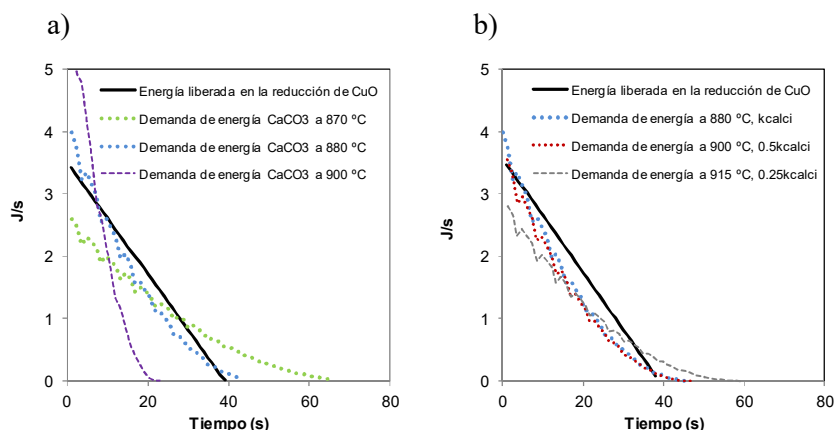 a)
5
4
3
2
1
0
J/s
Energía liberada en la reducción de CuO
Demanda de energía CaCO3 a 870 ºC
Demanda de energía CaCO3 a 880 ºC
Demanda de energía CaCO3 a 900 ºC
0 20 40 60 80
Tiempo (s)
b)
5
4
3
2
1
0
J/s
Energía liberada en la reducción de CuO
Demanda de energía a 880 ºC, kcalci
Demanda de energía a 900 ºC, 0.5kcalci
Demanda de energía a 915 ºC, 0.25kcalci
0 20 40 60 80
Tiempo (s)